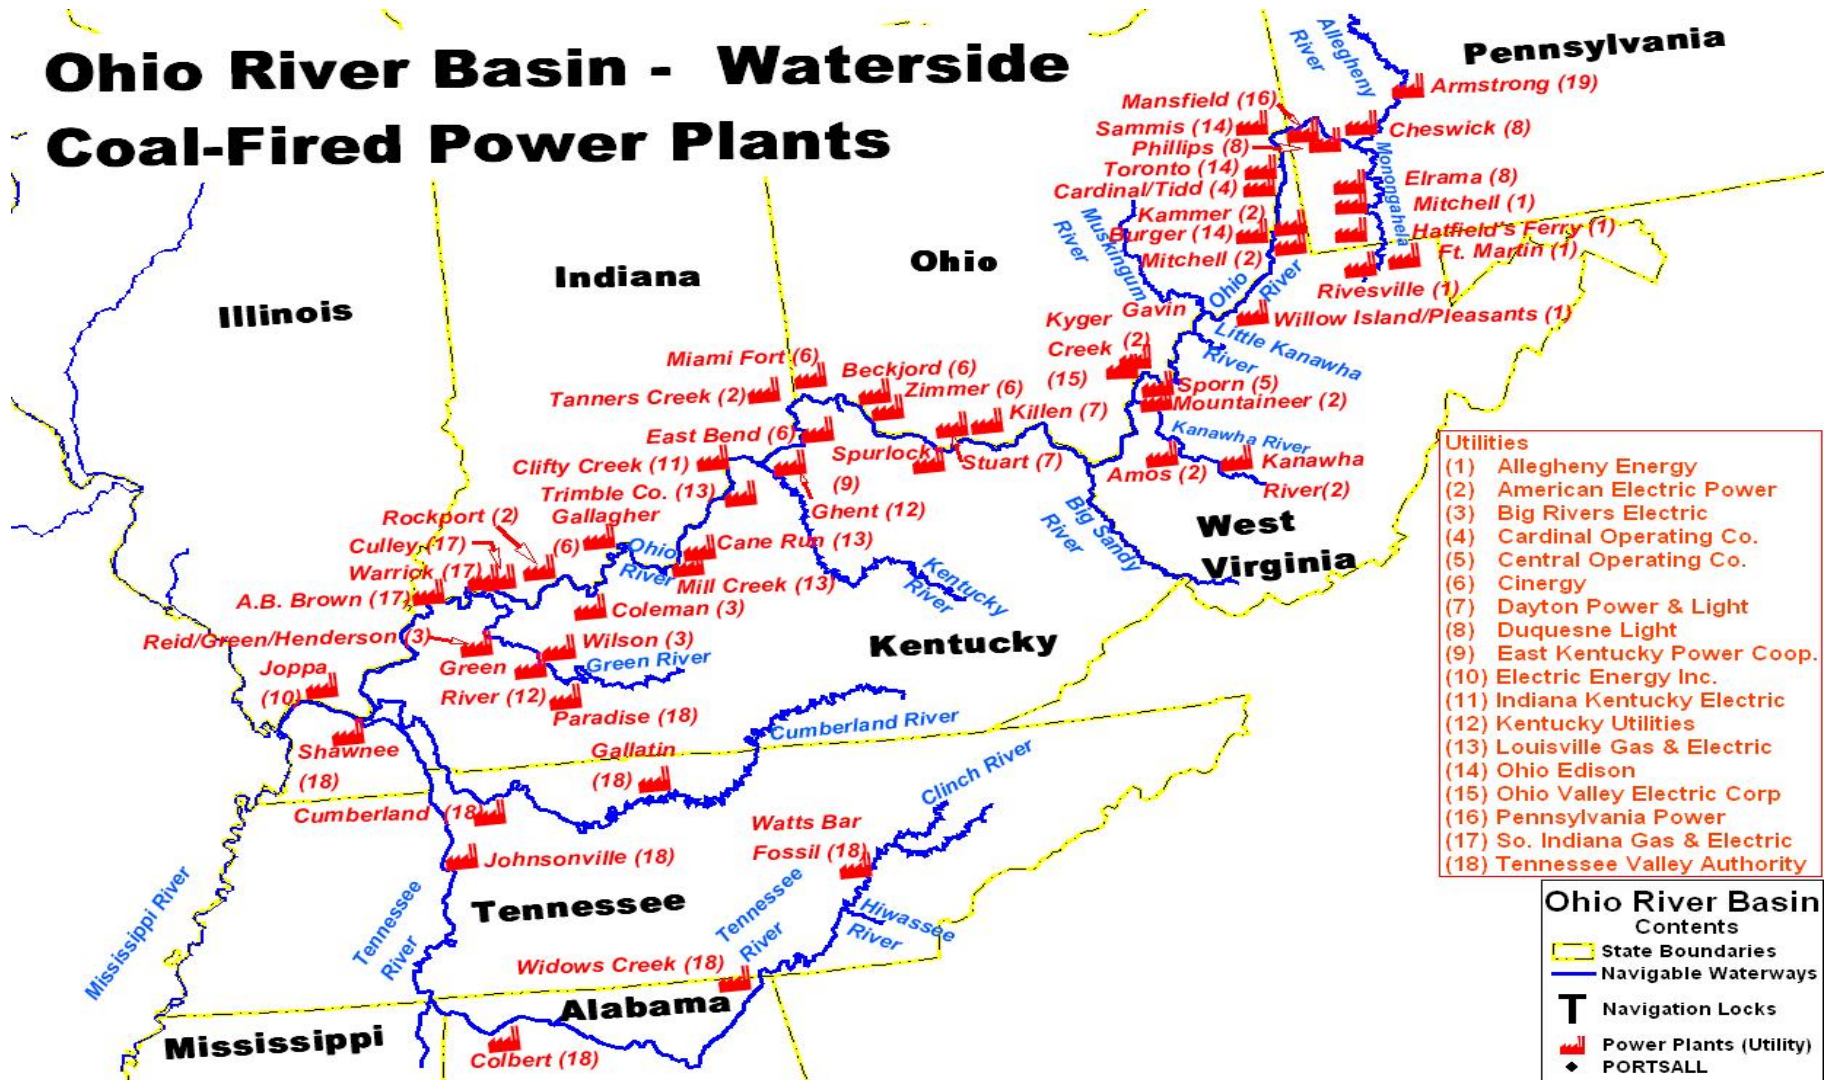 Ohio River Basin - Waterside
Coal-Fired Power Plants
Pennsylvania
Allegheny
River
Armstrong (19)
Mansfield (16)
Sammis (14)
Cheswick (8)
Phillips (8)
Toronto (14)
Cardinal/Tidd (4)
Monongahela
Elrama (8)
Mitchell (1)
Hatfield's Ferry (1)
Ft. Martin (1)
Rivesville (1)
Kammer (2)
Burger (14)
Mitchell (2)
Muskingum
River
Ohio
River
Willow Island/Pleasants (1)
Little Kanawha
River
Ohio
Indiana
Illinois
Kyger
Creek
(15)
Gavin
(2)
Sporn (5)
Mountaineer (2)
Kanawha River
Kanawha
River(2)
Amos (2)
Miami Fort (6)
Tanners Creek (2)
Beckjord (6)
Zimmer (6)
Killen (7)
East Bend (6)
Clifty Creek (11)
Spurlock
(9)
Stuart (7)
Trimble Co. (13)
Ghent (12)
Gallagher
(6)
Rockport (2)
Culley (17)
Warrick (17)
A.B. Brown (17)
Ohio
River
Cane Run (13)
Mill Creek (13)
Kentucky
River
Big Sandy
River
West
Virginia
Coleman (3)
Reid/Green/Henderson (3)
Wilson (3)
Green River
Green
River (12)
Paradise (18)
Kentucky
Joppa
(10)
Shawnee
(18)
Gallatin
(18)
Cumberland River
Clinch River
Cumberland (18
Johnsonville (18)
Watts Bar
Fossil (18)
Tennessee
Tennessee
River
Tennessee
River
Hiwassee
River
Mississippi River
Widows Creek (18)
Alabama
Mississippi
Colbert (18)
Utilities
(1) Allegheny Energy
(2) American Electric Power
(3) Big Rivers Electric
(4) Cardinal Operating Co.
(5) Central Operating Co.
(6) Cinergy
(7) Dayton Power & Light
(8) Duquesne Light
(9) East Kentucky Power Coop.
(10) Electric Energy Inc.
(11) Indiana Kentucky Electric
(12) Kentucky Utilities
(13) Louisville Gas & Electric
(14) Ohio Edison
(15) Ohio Valley Electric Corp
(16) Pennsylvania Power
(17) So. Indiana Gas & Electric
(18) Tennessee Valley Authority
Ohio River Basin
Contents
State Boundaries
Navigable Waterways
Navigation Locks
Power Plants (Utility)
PORTSALL